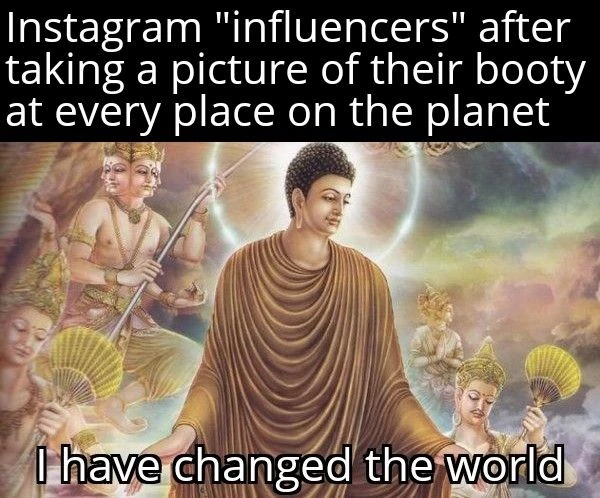 Instagram "influencers" after
taking a picture of their booty
at every place on the planet
I have changed the world